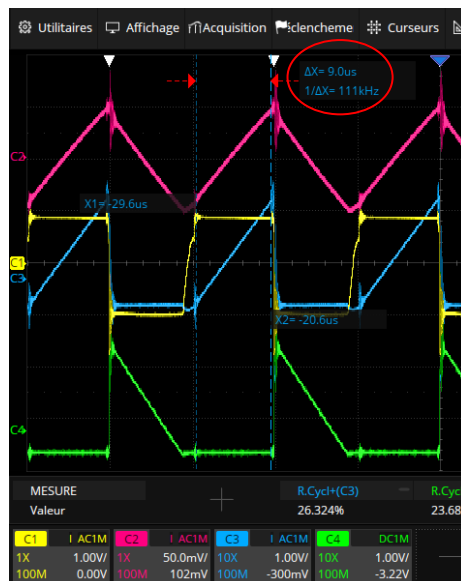 Utilitaires Affichage Acquisition clencheme Curseurs
ΔX= 9.0us
1/ΔX= 111kHz
C2
X1= -29.6us
C1
C3
X2= -20.6us
C4
MESURE R.Cycl+(C3) R.Cyc
Valeur 26.324% 23.68
C1 I AC1M C2 I AC1M C3 I AC1M C4 DC1M
1X 1.00V/ 1X 50.0mV/ 10X 1.00V/ 10X 1.00V/
100M 0.00V 100M 102mV 100M -300mV 100M -3.22V